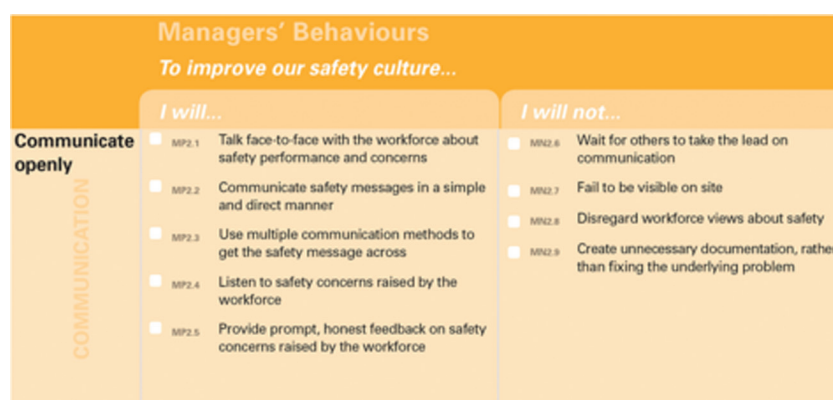 Managers' Behaviours
To improve our safety culture...
I will...
I will not...
Communicate
openly
COMMUNICATION
MP2.1 Talk face-to-face with the workforce about
safety performance and concerns
MP2.2 Communicate safety messages in a simple
and direct manner
MP2.3 Use multiple communication methods to
get the safety message across
MP2.4 Listen to safety concerns raised by the
workforce
MP2.5 Provide prompt, honest feedback on safety
concerns raised by the workforce
MN2.6 Wait for others to take the lead on
communication
MN2.7 Fail to be visible on site
MN2.8 Disregard workforce views about safety
MN2.9 Create unnecessary documentation, rathe
than fixing the underlying problem